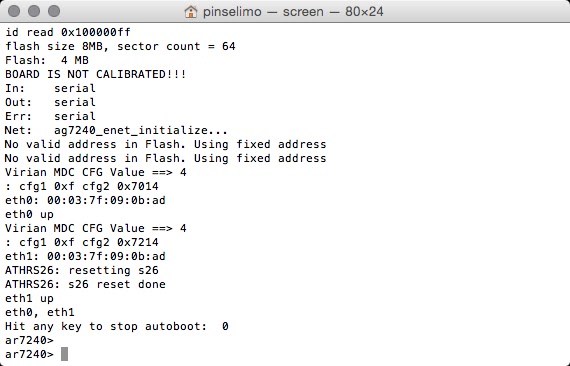 pinselimo — screen — 80×24
id read 0x100000ff
flash size 8MB, sector count = 64
Flash:  4 MB
BOARD IS NOT CALIBRATED!!!
In:    serial
Out:   serial
Err:   serial
Net:   ag7240_enet_initialize...
No valid address in Flash. Using fixed address
No valid address in Flash. Using fixed address
Virian MDC CFG Value ==> 4
: cfg1 0xf cfg2 0x7014
eth0: 00:03:7f:09:0b:ad
eth0 up
Virian MDC CFG Value ==> 4
: cfg1 0xf cfg2 0x7214
eth1: 00:03:7f:09:0b:ad
ATHRS26: resetting s26
ATHRS26: s26 reset done
eth1 up
eth0, eth1
Hit any key to stop autoboot:  0
ar7240>
ar7240>